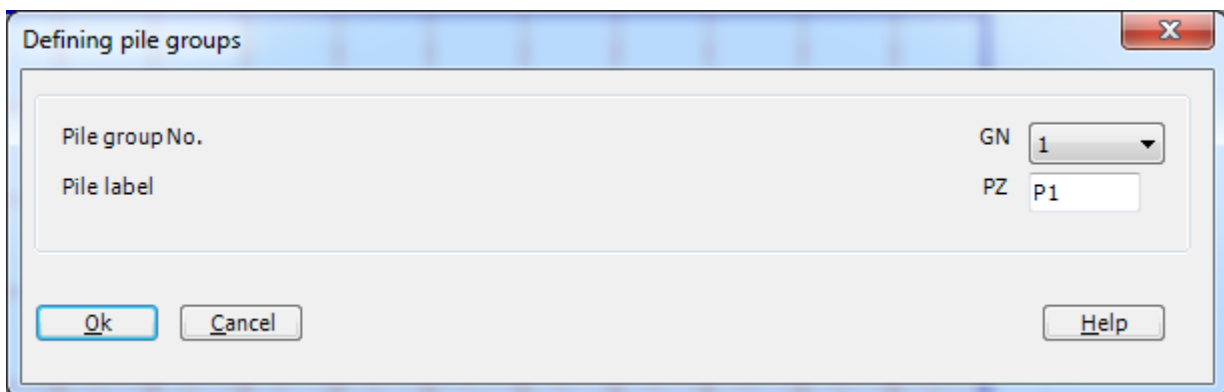 Defining pile groups
Pile group No. GN 1
Pile label PZ P1
Ok Cancel Help